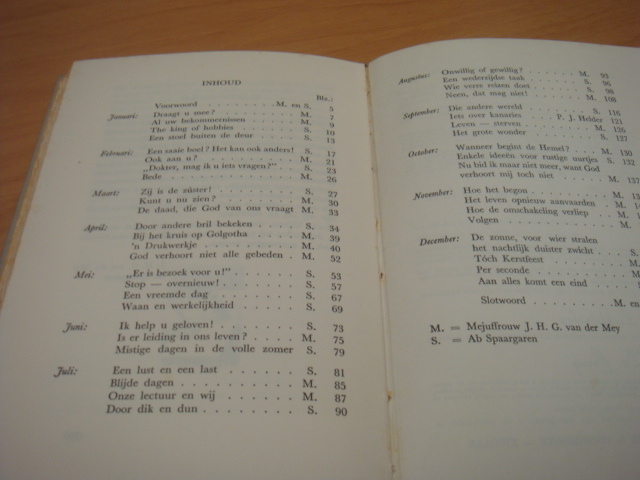 INHOUD
Blz.:
Voorwoord . . . . . . . . M. en S. 5
Januari: Draagt u mee? . . . . . . . . M. 7
Al uw bekommernissen . . . . . M. 9
The king of hobbies . . . . . . S. 10
Een stoel buiten de deur . . . . . S. 13
Februari: Een saaie boel? Het kan ook anders! S. 17
Ook aan u? . . . . . . . . M. 21
„Dokter, mag ik u iets vragen?” . . S. 23
Bede . . . . . . . . . M. 26
Maart: Zij is de zúster! . . . . . . . S. 27
Kunt u nu zien? . . . . . . . M. 30
De daad, die God van ons vraagt . M. 33
April: Door andere bril bekeken . . . . S. 34
Bij het kruis op Golgotha . . . . M. 39
'n Drukwerkje . . . . . . . . M. 40
God verhoort niet alle gebeden . . M. 52
Mei: „Er is bezoek voor u!” . . . . . S. 53
Stop — overnieuw! . . . . . . S. 57
Een vreemde dag . . . . . . . S. 67
Waan en werkelijkheid . . . . . S. 69
Juni: Ik help u geloven! . . . . . . . S. 73
Is er leiding in ons leven? . . . . M. 75
Mistige dagen in de volle zomer . S. 79
Juli: Een lust en een last . . . . . . S. 81
Blijde dagen . . . . . . . . . M. 85
Onze lectuur en wij . . . . . . M. 87
Door dik en dun . . . . . . . . S. 90
Augustus: Onwillig of gewillig? . . . . . M. 95
Een wederzijdse taak . . . . . S. 96
Wie verre reizen doet . . . . . S. 98
Neen, dat mag niet! . . . . . M. 108
September: Die andere wereld . . . . . S. 116
Iets over kanaries . . . P. J. Helder 121
Leven — sterven . . . . . . M. 126
Het grote wonder . . . . . . S. 127
October: Wanneer begint de Hemel? . . . M. 130
Enkele ideeën voor rustige uurtjes S. 132
Nu bid ik maar niet meer, want God
verhoort mij toch niet . . . . M. 137
November: Hoe het begon . . . . . . . M. 13
Het leven opnieuw aanvaarden . . M. 1
Hoe de omschakeling verliep . . M.
Volgen . . . . . . . . . M.
December: De zonne, voor wier stralen
het nachtlijk duister zwicht . . S.
Tóch Kerstfeest . . . . . . M.
Per seconde . . . . . . . M.
Aan alles komt een eind . . . . S.
Slotwoord . . . . . . M. en
M. = Mejuffrouw J. H. G. van der Mey
S. = Ab Spaargaren